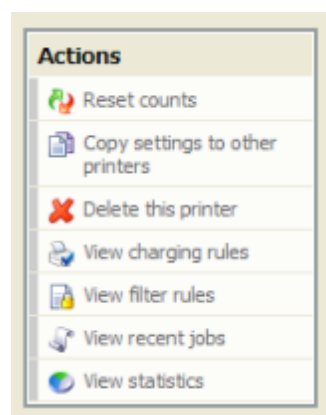 Actions
Reset counts
Copy settings to other
printers
Delete this printer
View charging rules
View filter rules
View recent jobs
View statistics